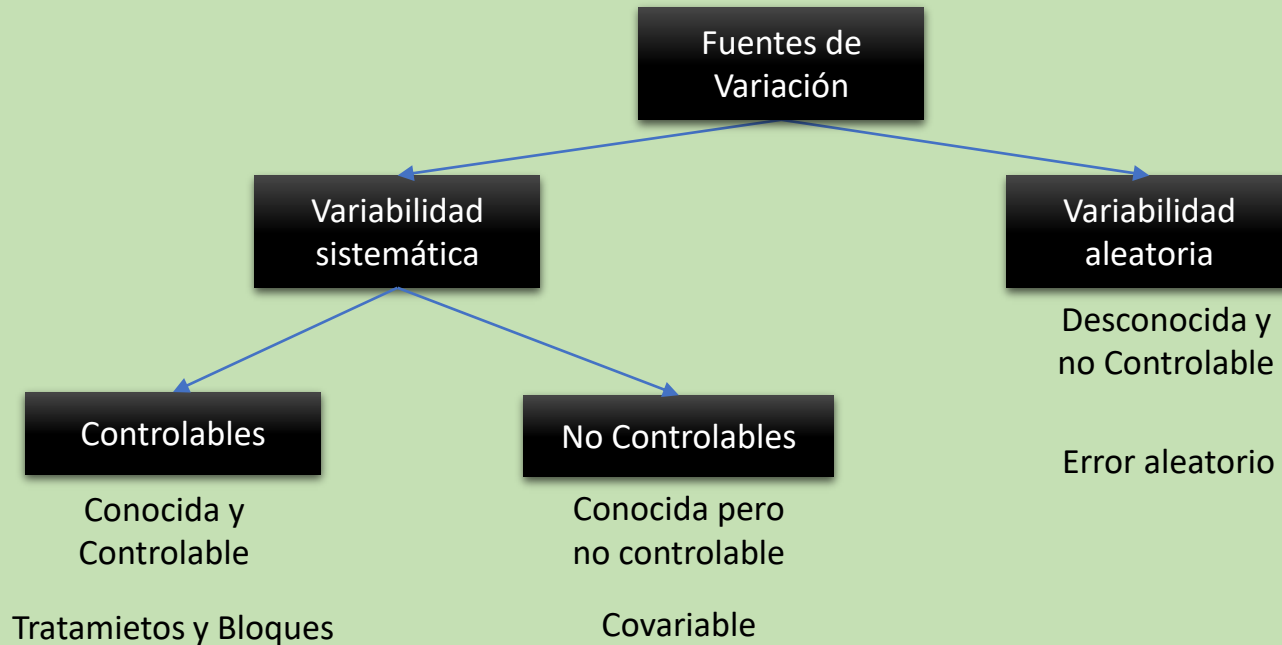 Fuentes de
Variación
Variabilidad
sistemática
Variabilidad
aleatoria
Desconocida y
no Controlable
Error aleatorio
Controlables
Conocida y
Controlable
Tratamietos y Bloques
No Controlables
Conocida pero
no controlable
Covariable